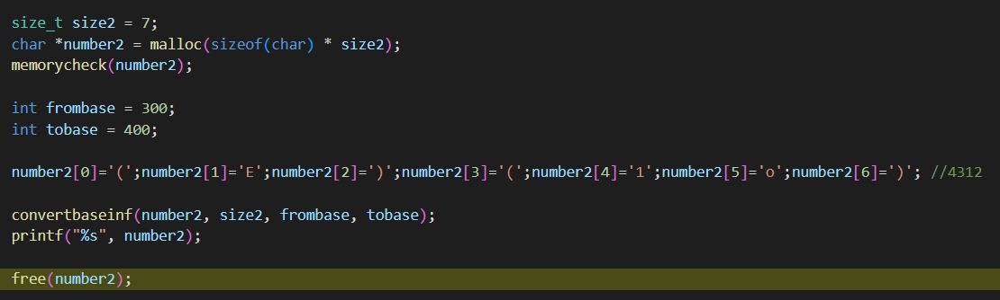 size_t size2 = 7;
char *number2 = malloc(sizeof(char) * size2);
memorycheck(number2);
int frombase = 300;
int tobase = 400;
number2[0]='(';number2[1]='E';number2[2]=')';number2[3]='(';number2[4]='1';number2[5]='o';number2[6]=')'; //4312
convertbaseinf(number2, size2, frombase, tobase);
printf("%s", number2);
free(number2);